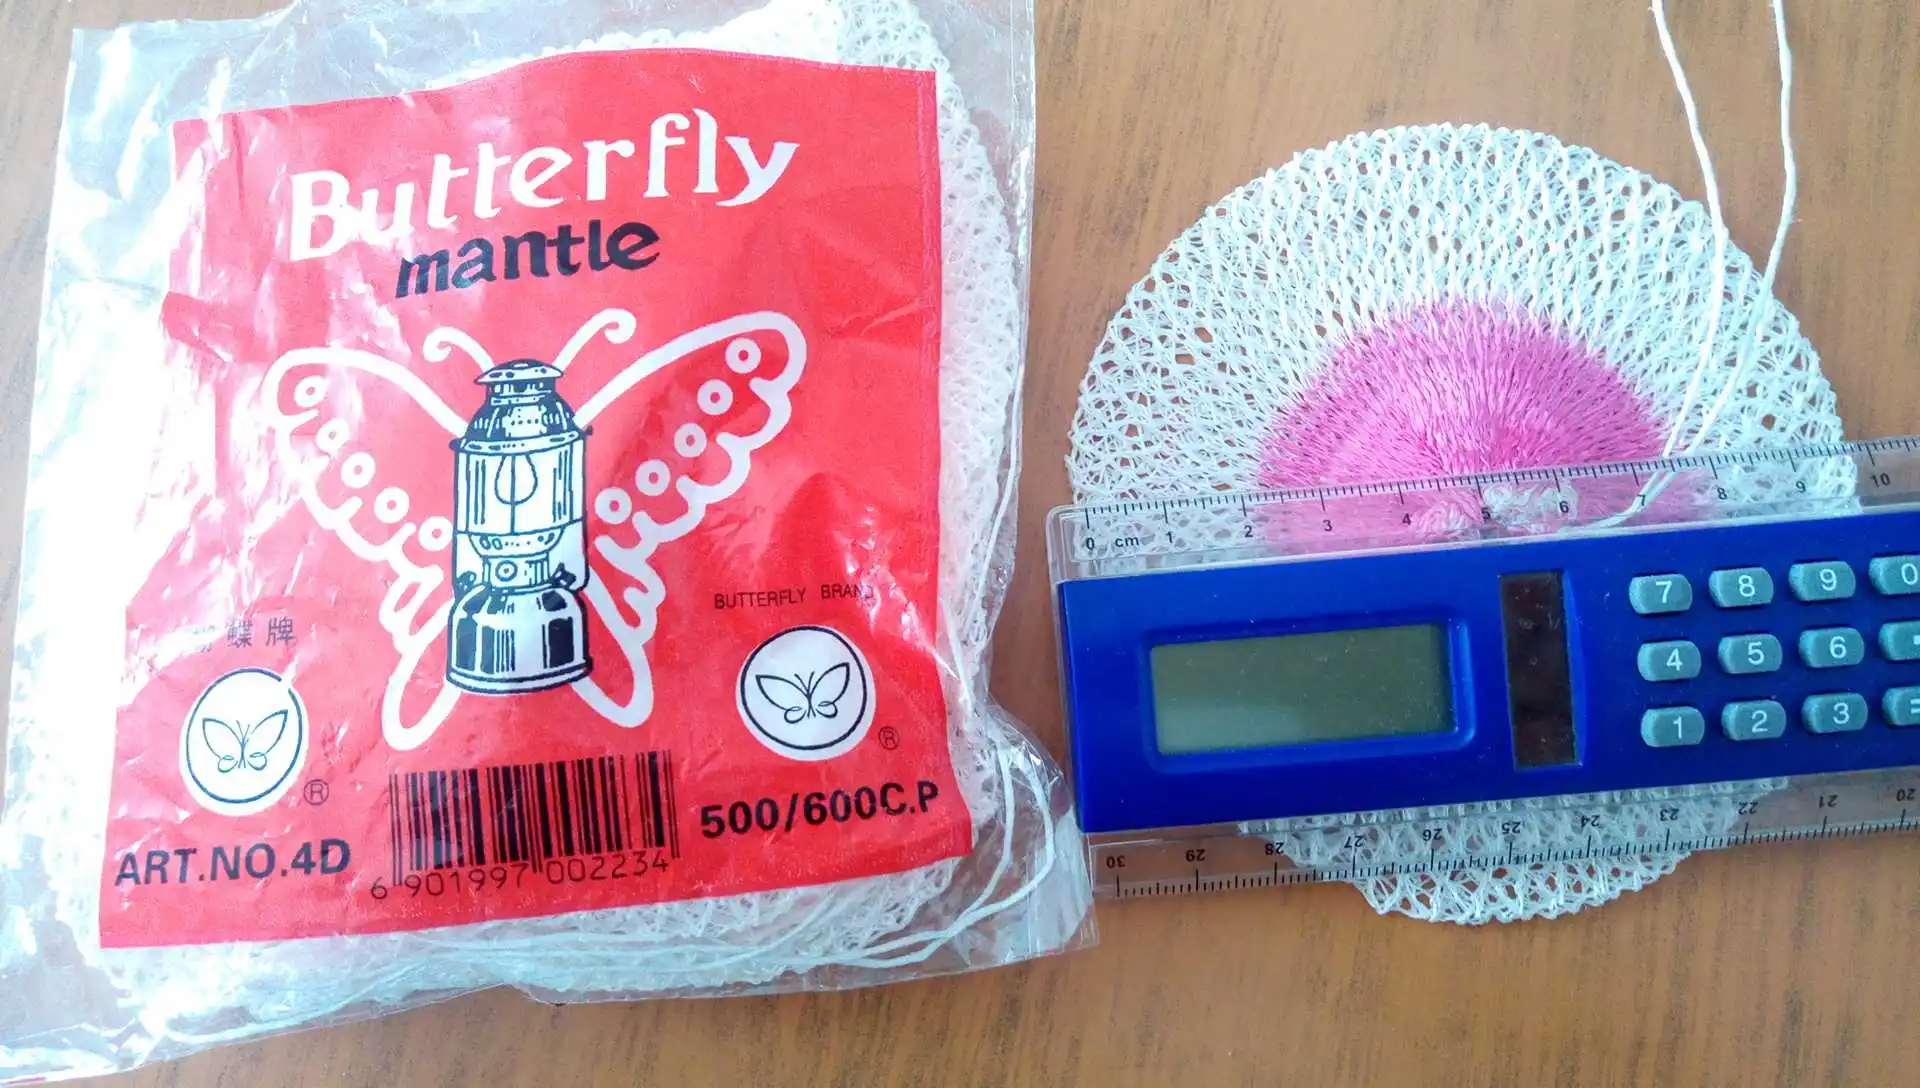 Butterfly
mantle
蝶牌
BUTTERFLY BRAND
®
®
ART.NO.4D
6 901997 002234
500/600C.P
0 cm 1 2 3 4 5 6 7 8 9 10
7 8 9 0
4 5 6
1 2 3 =
30 29 28 27 26 25 24 23 22 21 20